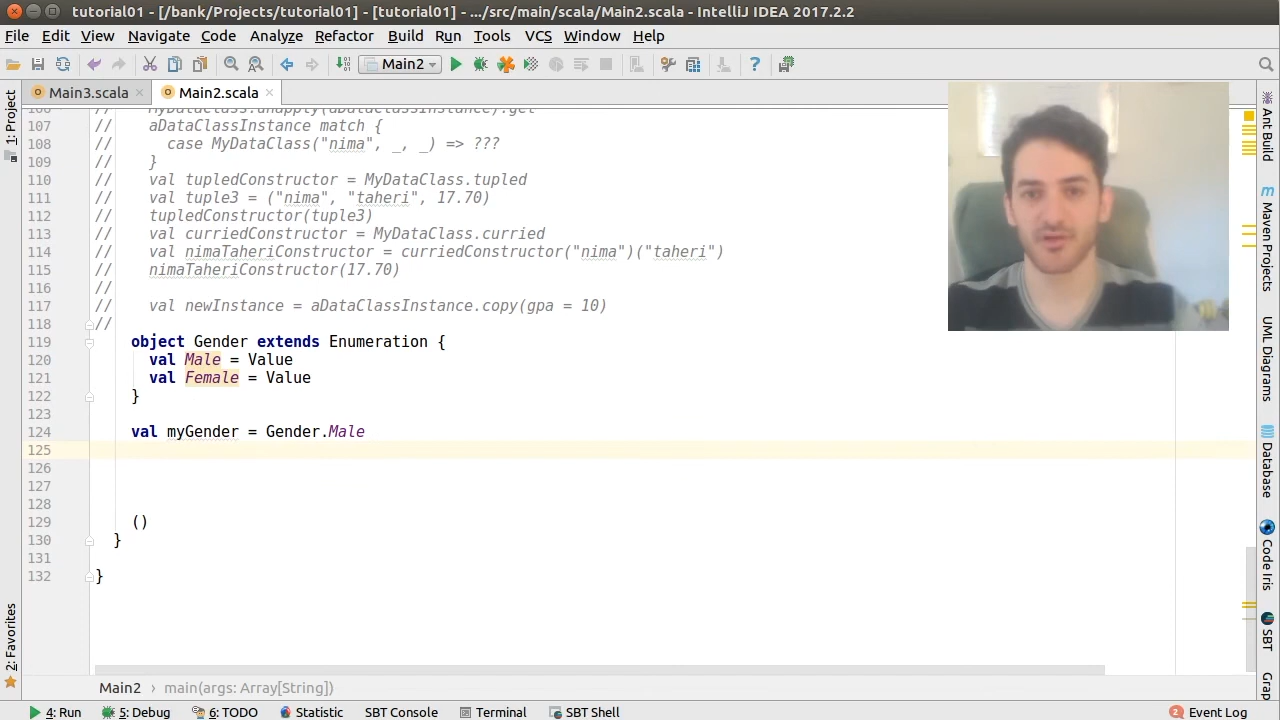 tutorial01 - [/bank/Projects/tutorial01] - [tutorial01] - .../src/main/scala/Main2.scala - IntelliJ IDEA 2017.2.2
File Edit View Navigate Code Analyze Refactor Build Run Tools VCS Window Help
Main2
Main3.scala Main2.scala
1: Project
107 // aDataClassInstance match {
108 // case MyDataClass("nima", _, _) => ???
109 // }
110 // val tupledConstructor = MyDataClass.tupled
111 // val tuple3 = ("nima", "taheri", 17.70)
112 // tupledConstructor(tuple3)
113 // val curriedConstructor = MyDataClass.curried
114 // val nimaTaheriConstructor = curriedConstructor("nima")("taheri")
115 // nimaTaheriConstructor(17.70)
116 //
117 // val newInstance = aDataClassInstance.copy(gpa = 10)
118 //
119 object Gender extends Enumeration {
120 val Male = Value
121 val Female = Value
122 }
123
124 val myGender = Gender.Male
125
126
127
128
129 ()
130 }
131
132 }
2: Favorites
Ant Build
m Maven Projects
UML Diagrams
Database
Code Iris
SBT
Grap
Main2 › main(args: Array[String])
4: Run 5: Debug 6: TODO Statistic SBT Console Terminal SBT Shell 2 Event Log